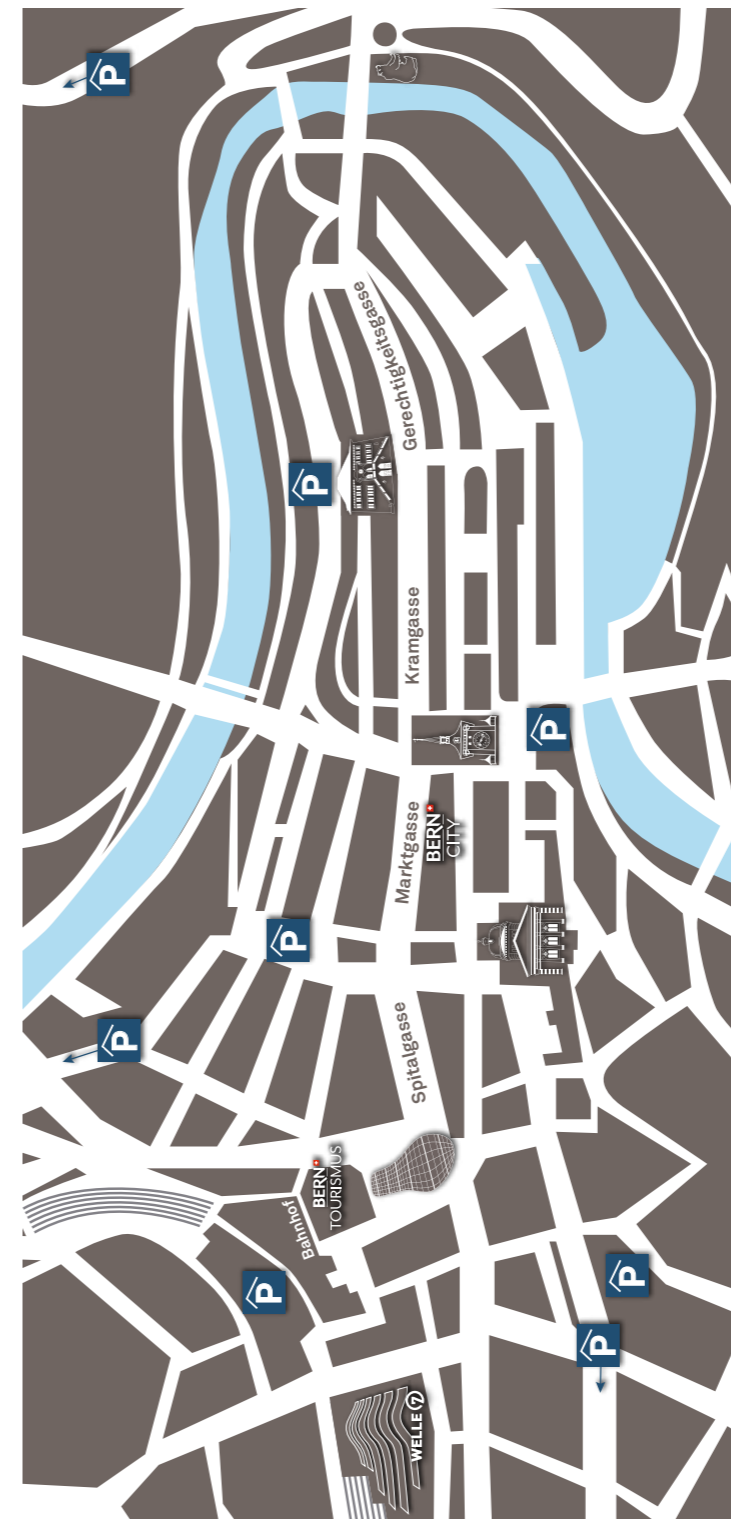 P
P
P
P
P
Bahnhof
BERN
TOURISMUS
Spitalgasse
Marktgasse
Kramgasse
Gerechtigkeitsgasse
WELLE 7
BERN
CITY
P
P
P